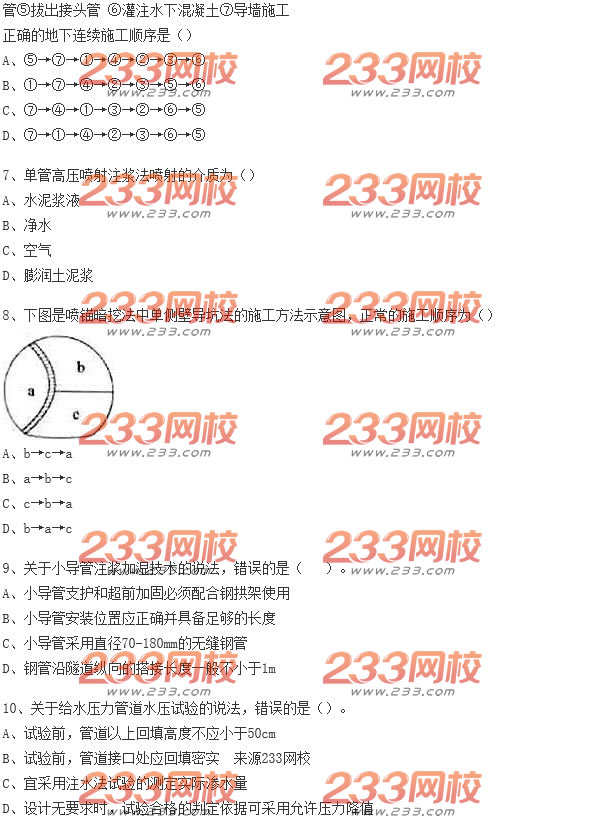 管⑤拔出接头管 ⑥灌注水下混凝土⑦导墙施工
正确的地下连续施工顺序是()
A、⑤→⑦→①→④→②→③→⑥
B、①→⑦→④→②→③→⑤→⑥
C、⑦→④→①→③→②→⑥→⑤
D、⑦→①→④→②→③→⑥→⑤
7、单管高压喷射注浆法喷射的介质为()
A、水泥浆液
B、净水
C、空气
D、膨润土泥浆
8、下图是喷锚暗挖法中单侧壁导坑法的施工方法示意图，正常的施工顺序为()
b
a
c
A、b→c→a
B、a→b→c
C、c→b→a
D、b→a→c
9、关于小导管注浆加湿技术的说法，错误的是(  )。
A、小导管支护和超前加固必须配合钢拱架使用
B、小导管安装位置应正确并具备足够的长度
C、小导管采用直径70-180mm的无缝钢管
D、钢管沿隧道纵向的搭接长度一般不小于1m
10、关于给水压力管道水压试验的说法，错误的是()。
A、试验前，管道以上回填高度不应小于50cm
B、试验前，管道接口处应回填密实 来源233网校
C、宜采用注水法试验的测定实际渗水量
D、设计无要求时，试验合格的判定依据可采用允许压力降值
233网校
www.233.com